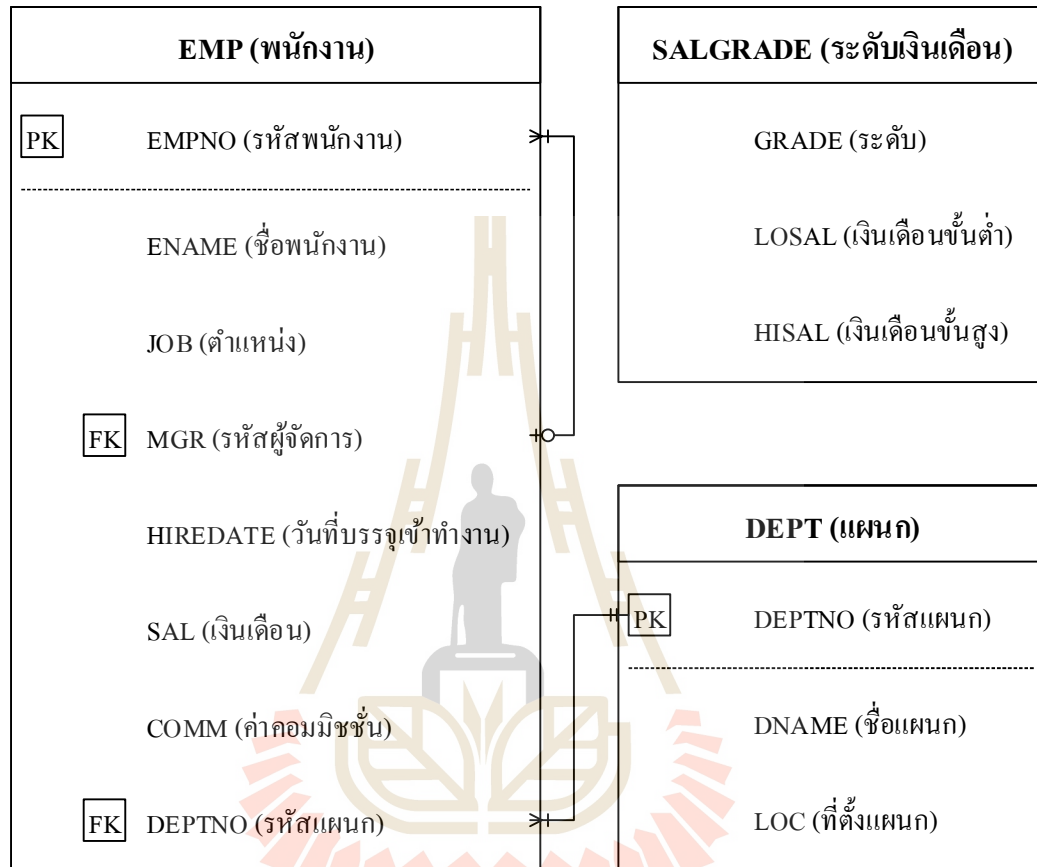 EMP (พนักงาน)
PK EMPNO (รหัสพนักงาน)
ENAME (ชื่อพนักงาน)
JOB (ตำแหน่ง)
FK MGR (รหัสผู้จัดการ)
HIREDATE (วันที่บรรจุเข้าทำงาน)
SAL (เงินเดือน)
COMM (ค่าคอมมิชชั่น)
FK DEPTNO (รหัสแผนก)
SALGRADE (ระดับเงินเดือน)
GRADE (ระดับ)
LOSAL (เงินเดือนขั้นต่ำ)
HISAL (เงินเดือนขั้นสูง)
DEPT (แผนก)
PK DEPTNO (รหัสแผนก)
DNAME (ชื่อแผนก)
LOC (ที่ตั้งแผนก)